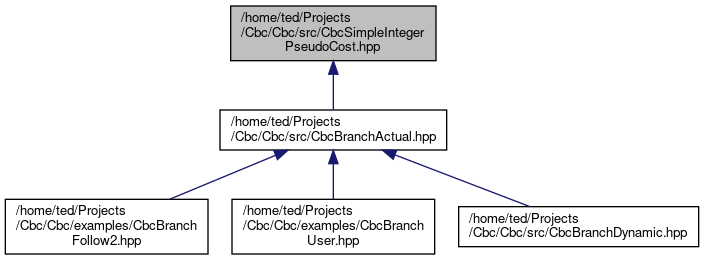 /home/ted/Projects
/Cbc/Cbc/src/CbcSimpleInteger
PseudoCost.hpp
/home/ted/Projects
/Cbc/Cbc/src/CbcBranchActual.hpp
/home/ted/Projects
/Cbc/Cbc/examples/CbcBranch
Follow2.hpp
/home/ted/Projects
/Cbc/Cbc/examples/CbcBranch
User.hpp
/home/ted/Projects
/Cbc/Cbc/src/CbcBranchDynamic.hpp